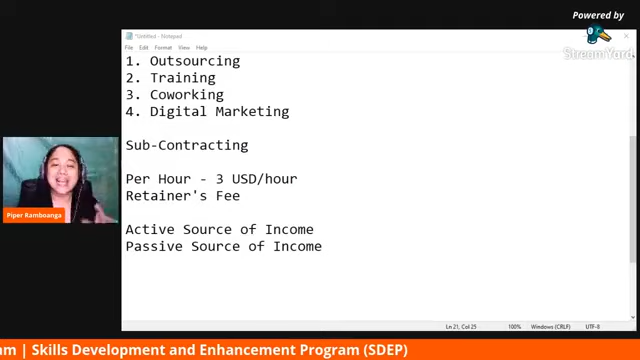 Powered by
StreamYard
*Untitled - Notepad
File Edit Format View Help
1. Outsourcing
2. Training
3. Coworking
4. Digital Marketing
Sub-Contracting
Per Hour - 3 USD/hour
Retainer's Fee
Active Source of Income
Passive Source of Income
Piper Ramboanga
Ln 21, Col 25 100% Windows (CRLF) UTF-8
am | Skills Development and Enhancement Program (SDEP)